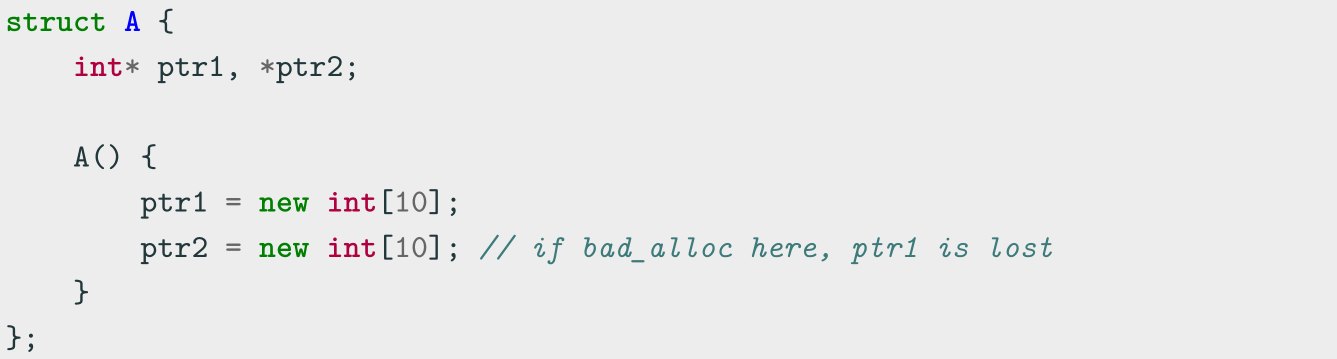 struct A {
    int* ptr1, *ptr2;

    A() {
        ptr1 = new int[10];
        ptr2 = new int[10]; // if bad_alloc here, ptr1 is lost
    }
};